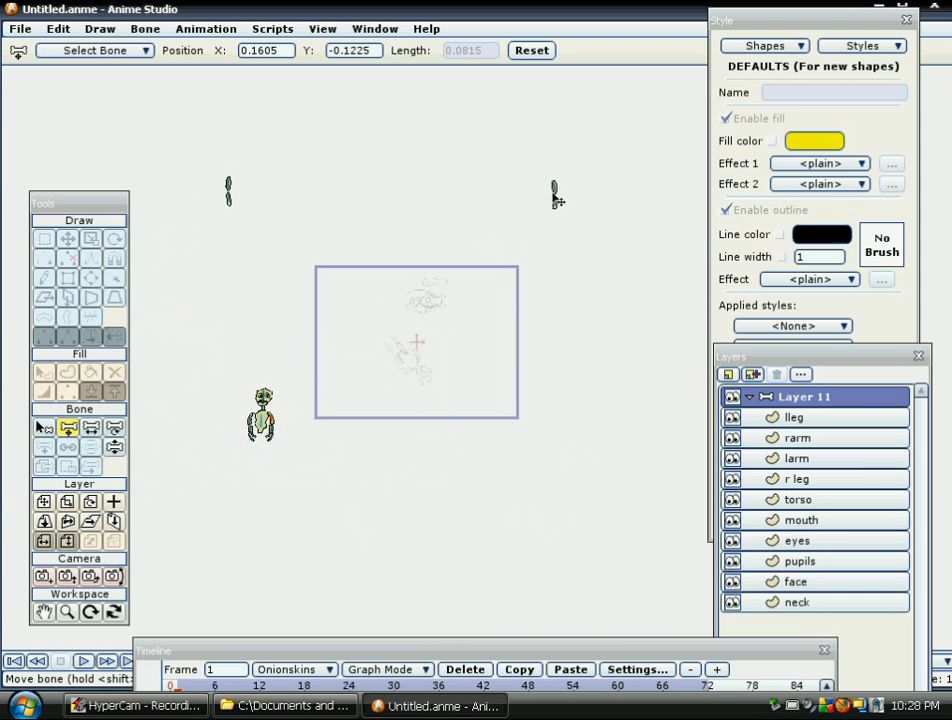 Untitled.anme - Anime Studio
File Edit Draw Bone Animation Scripts View Window Help
Select Bone Position X: 0.1605 Y: -0.1225 Length: 0.0815 Reset
Style
Shapes Styles
DEFAULTS (For new shapes)
Name
Enable fill
Fill color
Effect 1 <plain> ...
Effect 2 <plain> ...
Enable outline
Line color
No Brush
Line width 1
Effect <plain> ...
Applied styles:
<None>
Tools
Draw
Fill
Bone
Layer
Camera
Workspace
Layers
Layer 11
lleg
rarm
larm
r leg
torso
mouth
eyes
pupils
face
neck
Timeline
Frame 1 Onionskins Graph Mode Delete Copy Paste Settings... - +
0 6 12 18 24 30 36 42 48 54 60 66 72 78 84
Move bone (hold <shift>
HyperCam - Recordi...
C:\Documents and ...
Untitled.anme - Ani...
10:28 PM